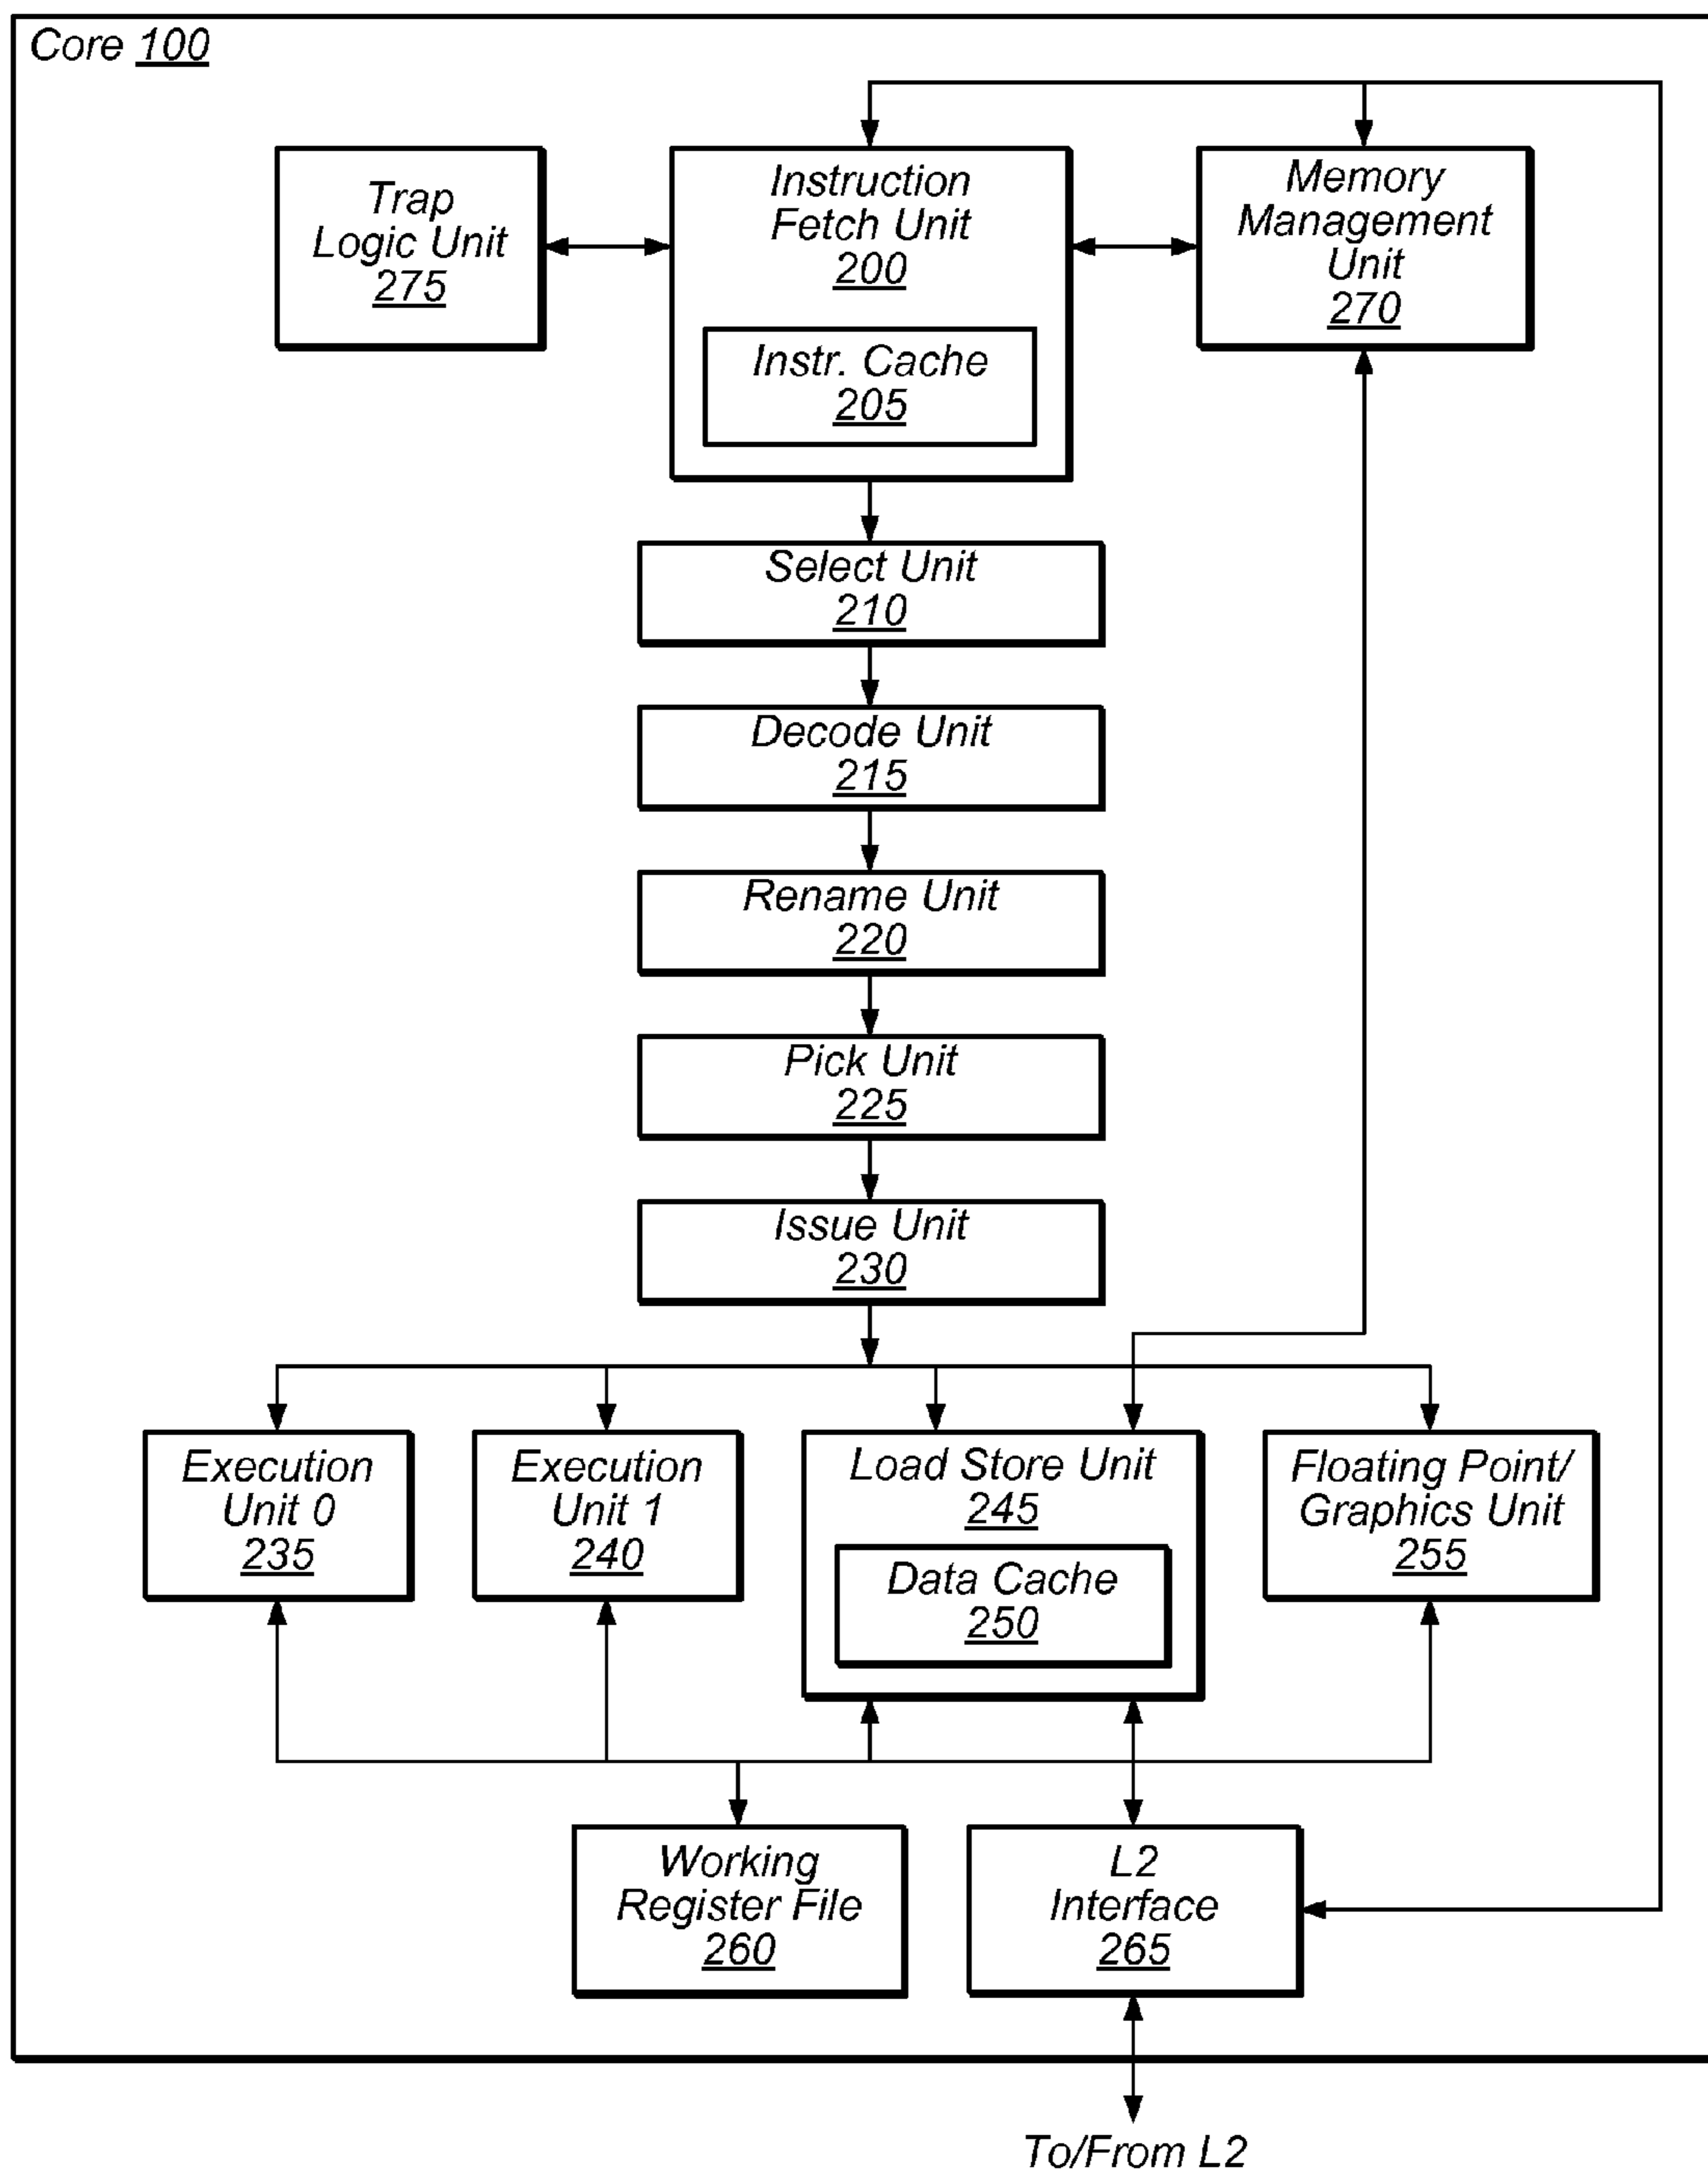 Core 100
Trap
Logic Unit
275
Instruction
Fetch Unit
200
Instr. Cache
205
Memory
Management
Unit
270
Select Unit
210
Decode Unit
215
Rename Unit
220
Pick Unit
225
Issue Unit
230
Execution
Unit 0
235
Execution
Unit 1
240
Load Store Unit
245
Data Cache
250
Floating Point/
Graphics Unit
255
Working
Register File
260
L2
Interface
265
To/From L2